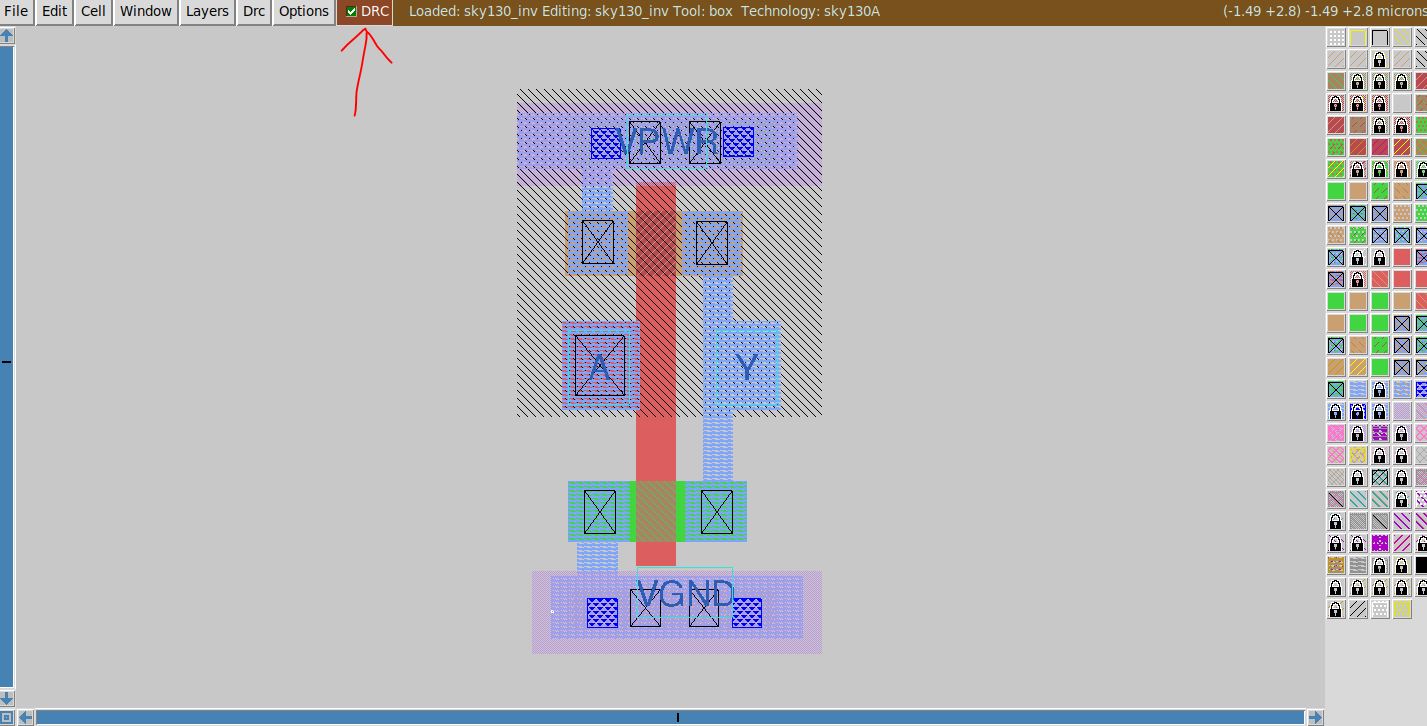 File Edit Cell Window Layers Drc Options DRC Loaded: sky130_inv Editing: sky130_inv Tool: box Technology: sky130A (-1.49 +2.8) -1.49 +2.8 microns
VPWR
A Y
VGND